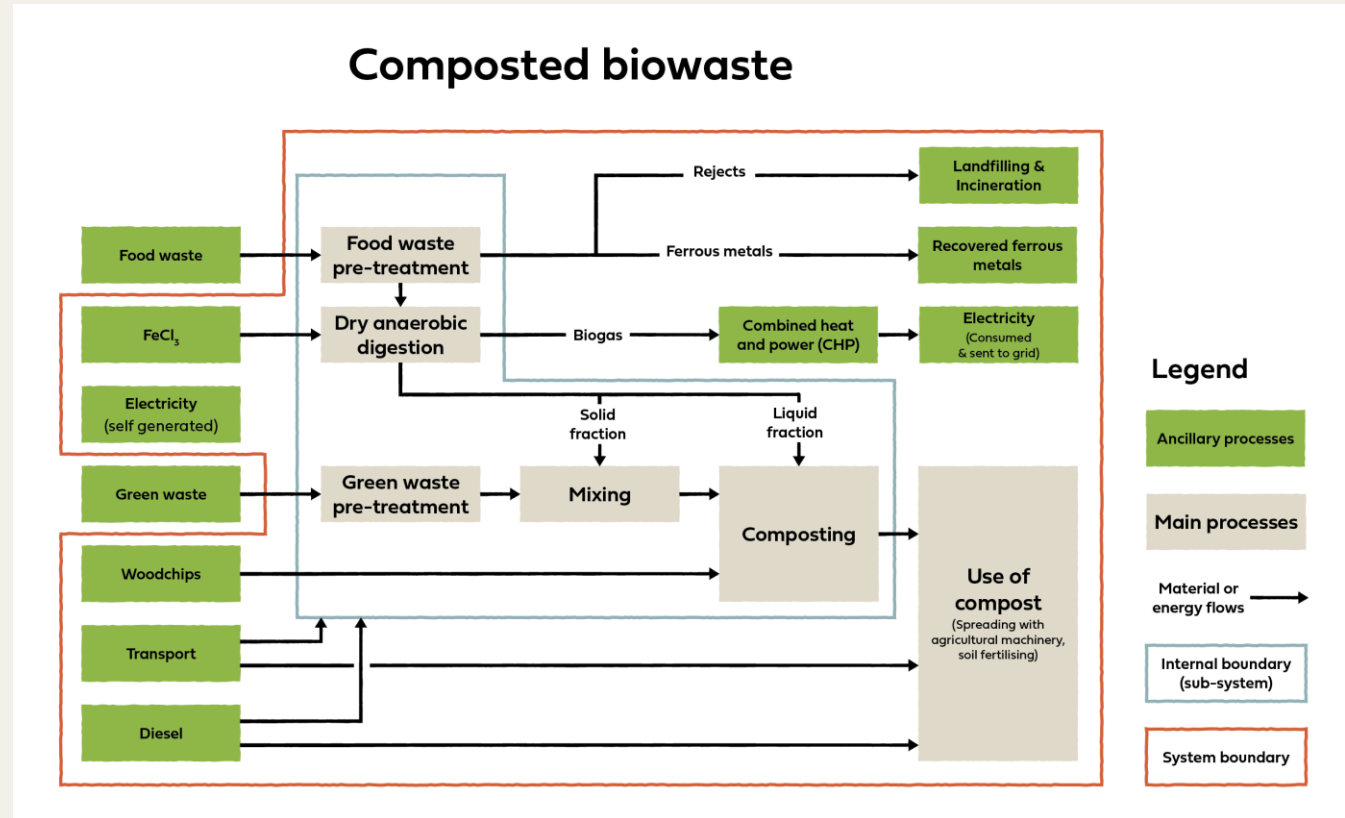 Composted biowaste
Rejects
Landfilling &
Incineration
Food waste
Food waste
pre-treatment
Ferrous metals
Recovered ferrous
metals
FeCl₃
Dry anaerobic
digestion
Biogas
Combined heat
and power (CHP)
Electricity
(Consumed
& sent to grid)
Electricity
(self generated)
Solid
fraction
Liquid
fraction
Green waste
Green waste
pre-treatment
Mixing
Composting
Woodchips
Use of
compost
(Spreading with
agricultural machinery,
soil fertilising)
Transport
Diesel
Legend
Ancillary processes
Main processes
Material or
energy flows
Internal boundary
(sub-system)
System boundary